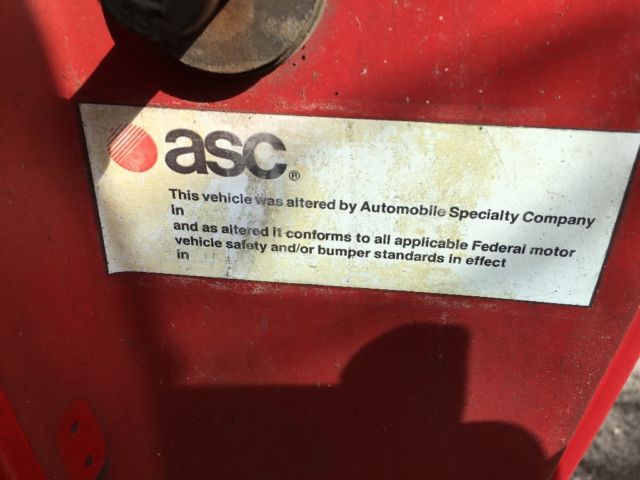 asc®
This vehicle was altered by Automobile Specialty Company
in
and as altered it conforms to all applicable Federal motor
vehicle safety and/or bumper standards in effect
in